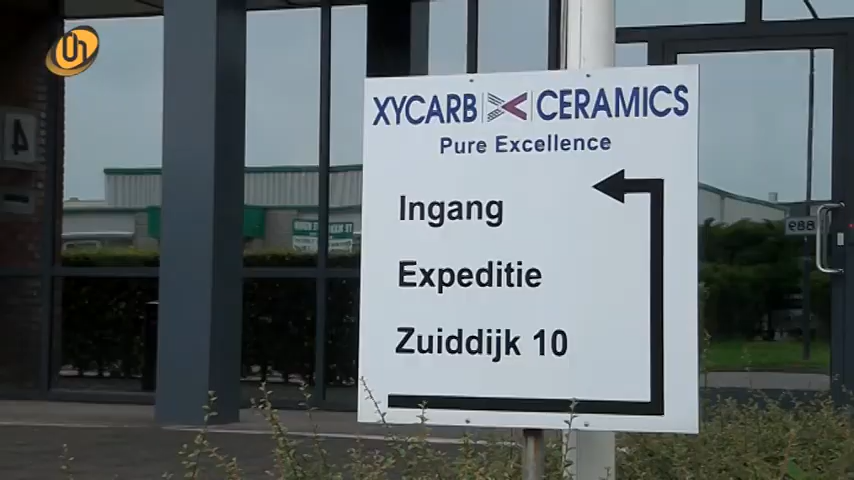 XYCARB CERAMICS
Pure Excellence
Ingang
Expeditie
Zuiddijk 10
4